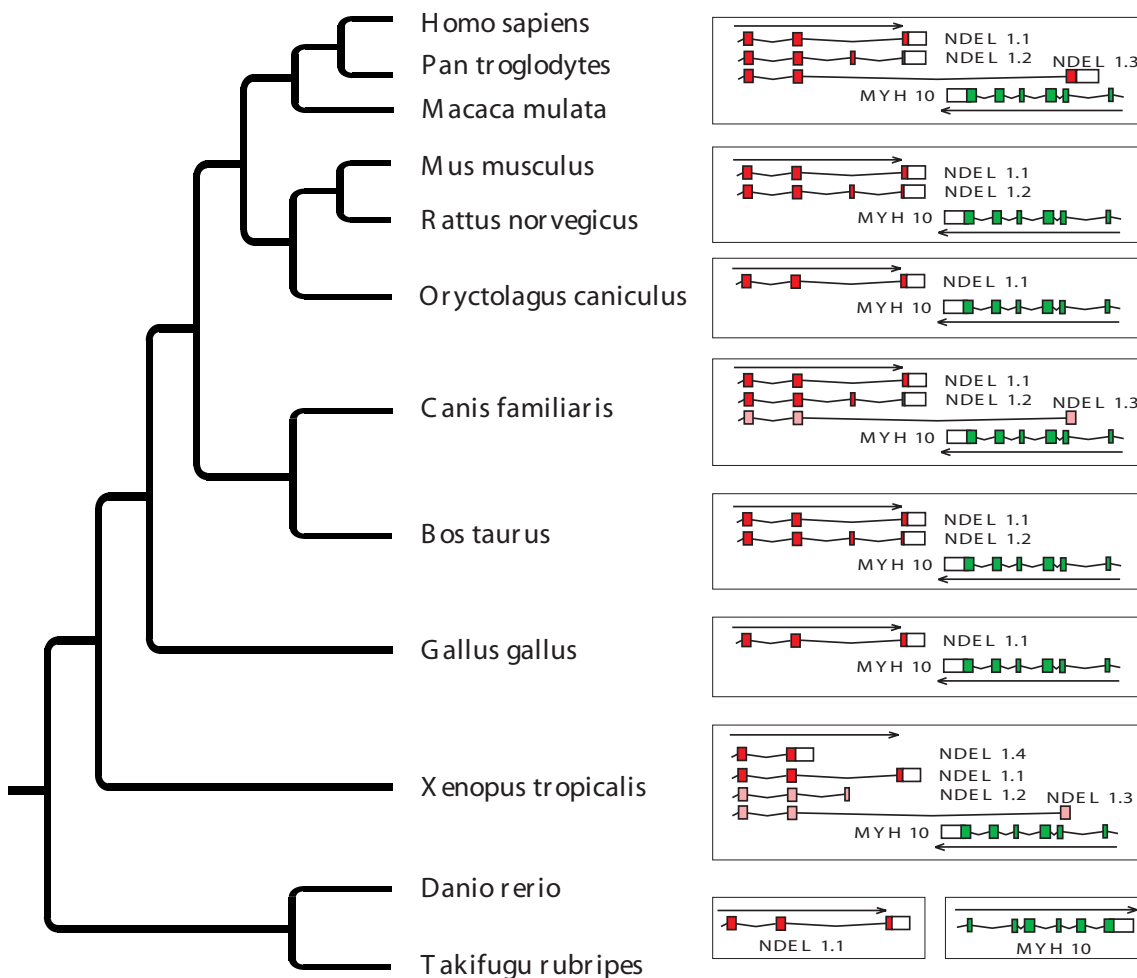 Homo sapiens
Pan troglodytes
Macaca mulata
Mus musculus
Rattus norvegicus
Oryctolagus caniculus
Canis familiaris
Bos taurus
Gallus gallus
Xenopus tropicalis
Danio rerio
Takifugu rubripes
NDEL 1.1
NDEL 1.2
NDEL 1.3
MYH 10
NDEL 1.1
NDEL 1.2
MYH 10
NDEL 1.1
MYH 10
NDEL 1.1
NDEL 1.2
NDEL 1.3
MYH 10
NDEL 1.1
NDEL 1.2
MYH 10
NDEL 1.1
MYH 10
NDEL 1.4
NDEL 1.1
NDEL 1.2
NDEL 1.3
MYH 10
NDEL 1.1
MYH 10